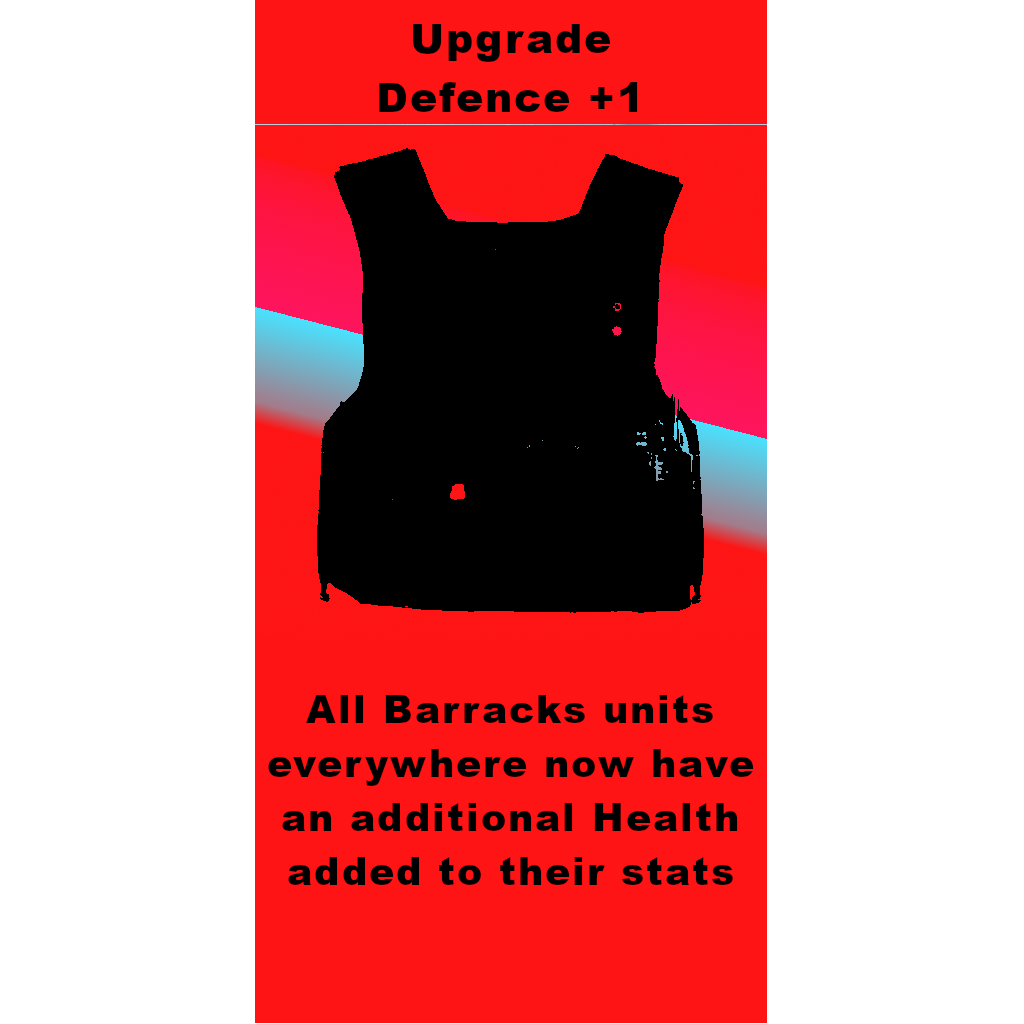 Upgrade
Defence +1
All Barracks units
everywhere now have
an additional Health
added to their stats